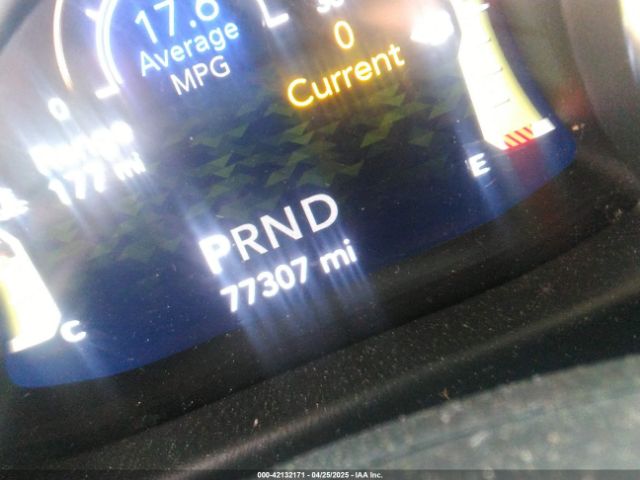 17.6
Average
MPG
0
Current
0
Range
177 mi
E
PRND
77307 mi
C
000-42132171 - 04/25/2025 - IAA Inc.